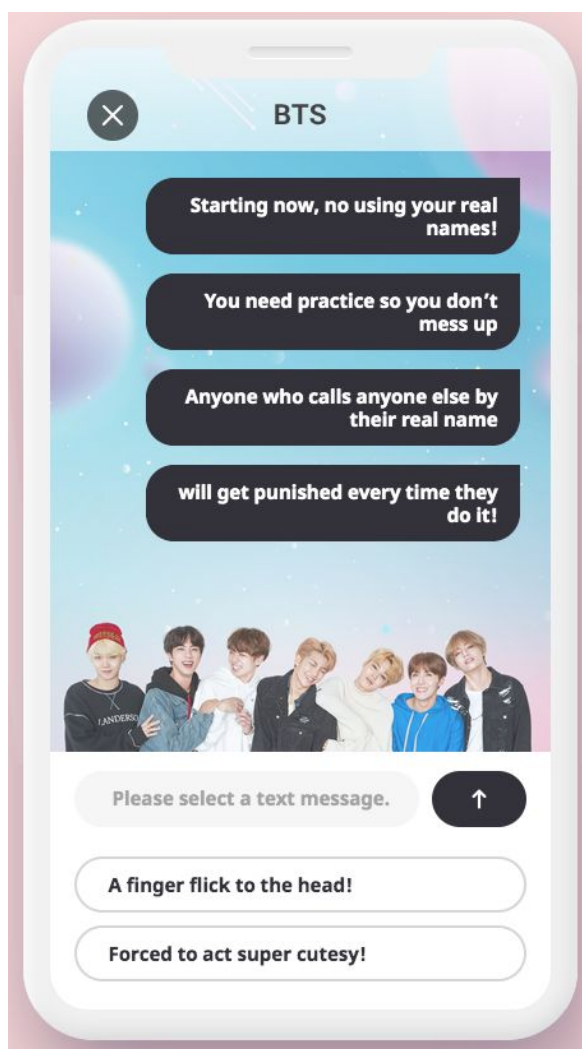 BTS
Starting now, no using your real
names!
You need practice so you don't
mess up
Anyone who calls anyone else by
their real name
will get punished every time they
do it!
Please select a text message.
A finger flick to the head!
Forced to act super cutesy!